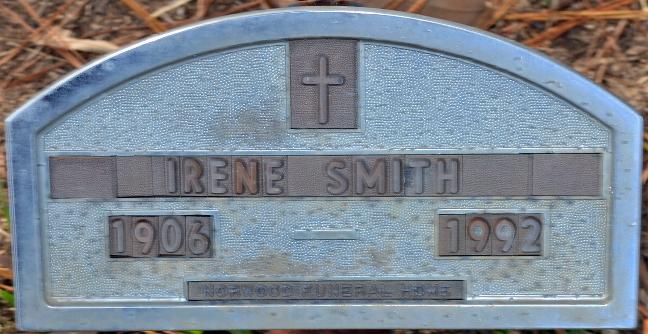 IRENE SMITH
1906 — 1992
NORWOOD FUNERAL HOME